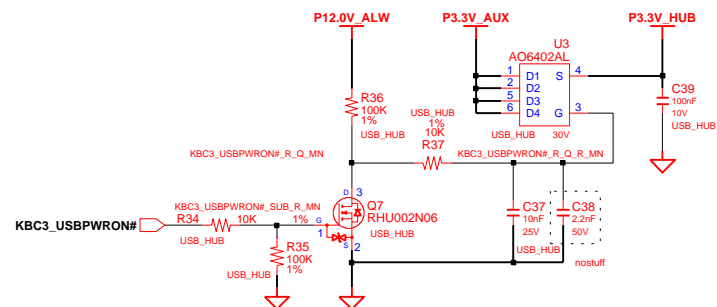 P12.0V_ALW
P3.3V_AUX
P3.3V_HUB
U3
AO6402AL
1
2
5
6
D1
D2
D3
D4
S
G
4
3
USB_HUB
30V
C39
100nF
10V
USB_HUB
R36
100K
1%
USB_HUB
USB_HUB
1%
10K
R37
KBC3_USBPWRON#_R_Q_MN
KBC3_USBPWRON#_R_Q_R_MN
KBC3_USBPWRON#_SUB_R_MN
D
3
Q7
RHU002N06
USB_HUB
G
1
S
2
KBC3_USBPWRON#
R34
10K
1%
USB_HUB
R35
100K
1%
USB_HUB
C37
10nF
25V
USB_HUB
C38
2.2nF
50V
nostuff